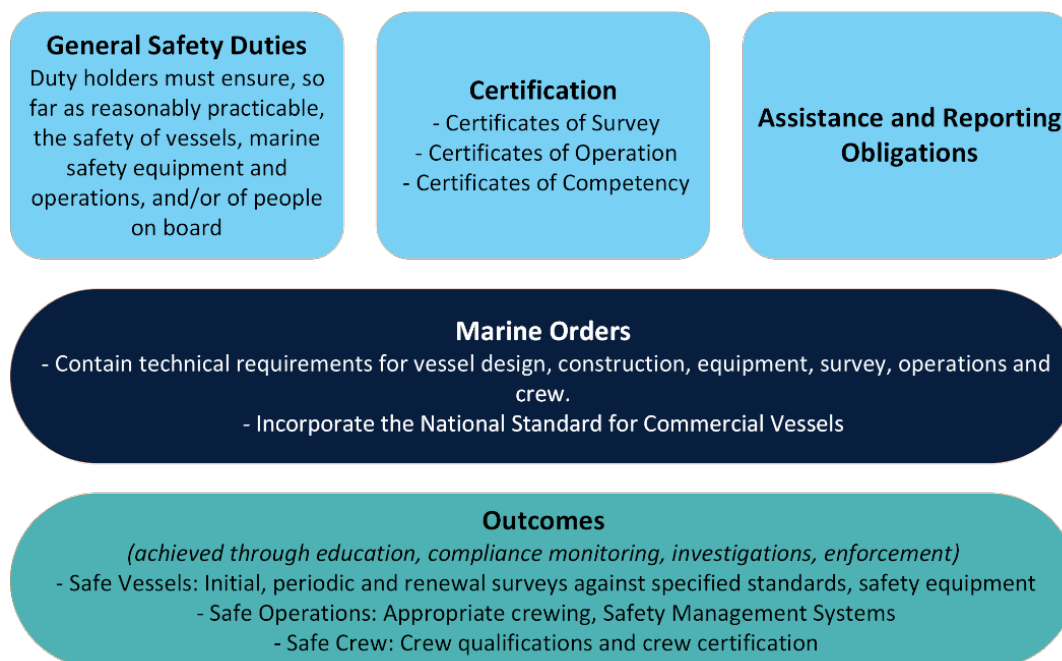 General Safety Duties
Duty holders must ensure, so
far as reasonably practicable,
the safety of vessels, marine
safety equipment and
operations, and/or of people
on board
Certification
- Certificates of Survey
- Certificates of Operation
- Certificates of Competency
Assistance and Reporting
Obligations
Marine Orders
- Contain technical requirements for vessel design, construction, equipment, survey, operations and
crew.
- Incorporate the National Standard for Commercial Vessels
Outcomes
(achieved through education, compliance monitoring, investigations, enforcement)
- Safe Vessels: Initial, periodic and renewal surveys against specified standards, safety equipment
- Safe Operations: Appropriate crewing, Safety Management Systems
- Safe Crew: Crew qualifications and crew certification